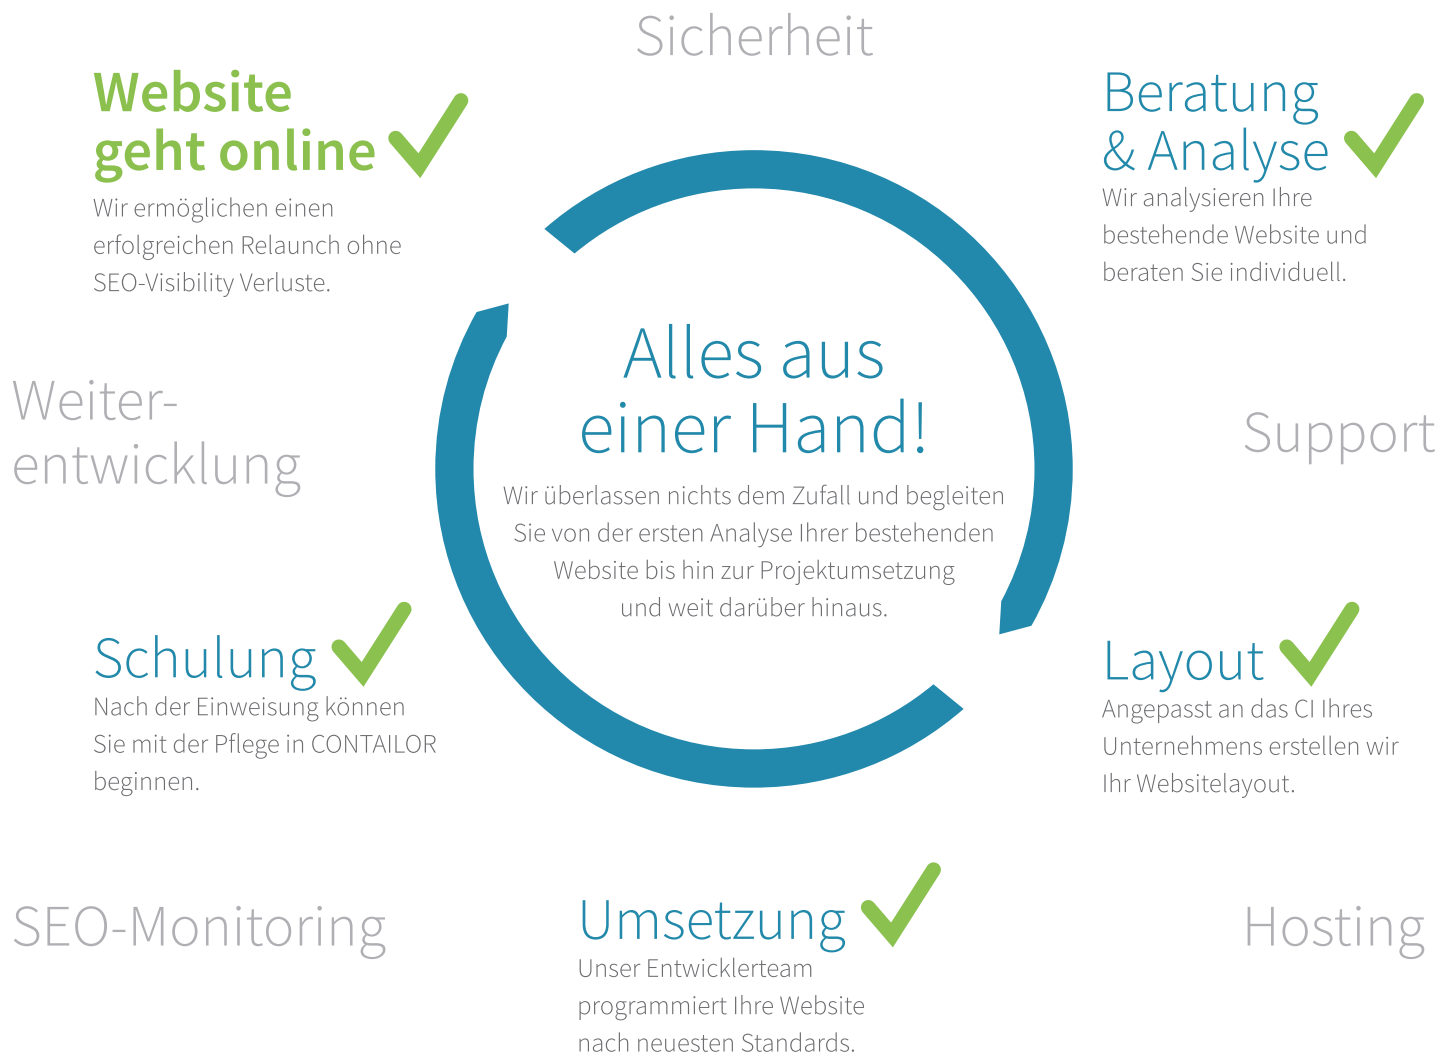 Sicherheit
Website
geht online
Wir ermöglichen einen
erfolgreichen Relaunch ohne
SEO-Visibility Verluste.
Beratung
& Analyse
Wir analysieren Ihre
bestehende Website und
beraten Sie individuell.
Alles aus
einer Hand!
Wir überlassen nichts dem Zufall und begleiten
Sie von der ersten Analyse Ihrer bestehenden
Website bis hin zur Projektumsetzung
und weit darüber hinaus.
Weiter-
entwicklung
Support
Schulung
Nach der Einweisung können
Sie mit der Pflege in CONTAILOR
beginnen.
Layout
Angepasst an das CI Ihres
Unternehmens erstellen wir
Ihr Websitelayout.
SEO-Monitoring
Umsetzung
Unser Entwicklerteam
programmiert Ihre Website
nach neuesten Standards.
Hosting